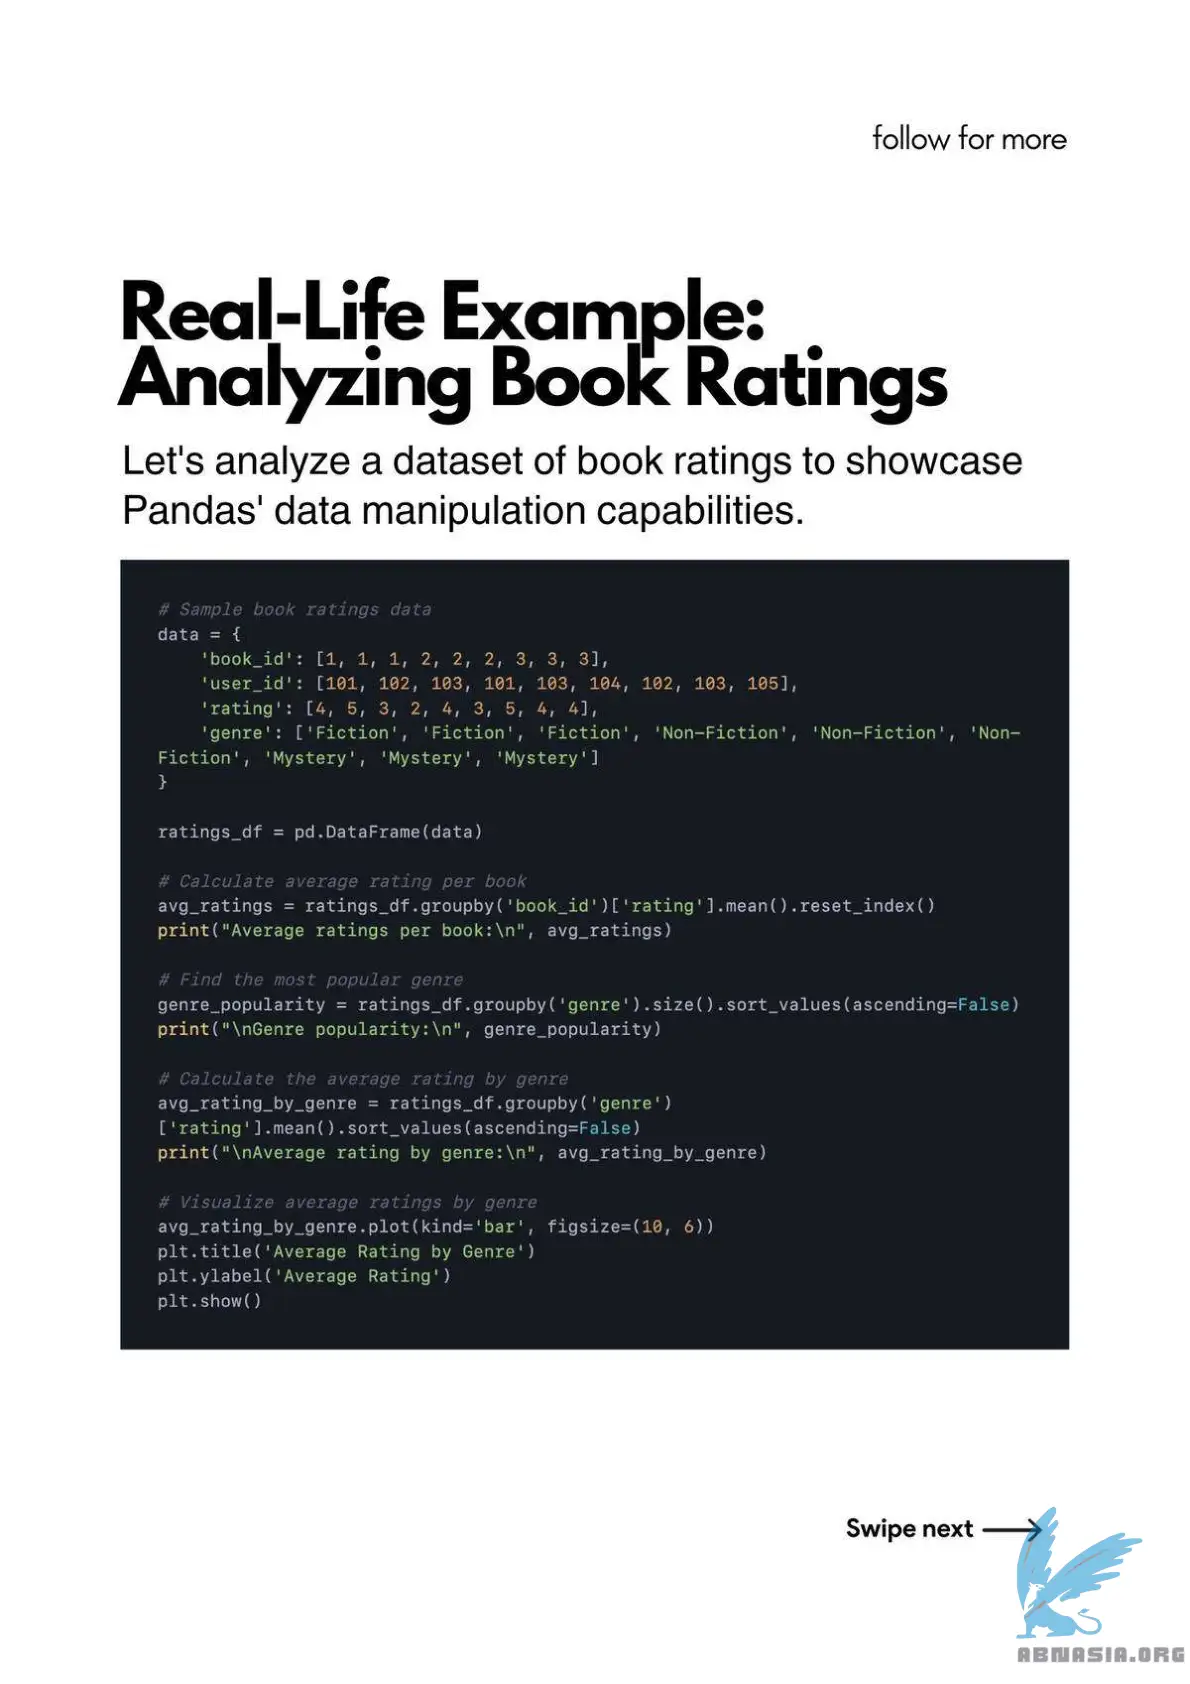 follow for more
Real-Life Example:
Analyzing Book Ratings
Let's analyze a dataset of book ratings to showcase
Pandas' data manipulation capabilities.
# Sample book ratings data
data = {
    'book_id': [1, 1, 1, 2, 2, 2, 3, 3, 3],
    'user_id': [101, 102, 103, 101, 103, 104, 102, 103, 105],
    'rating': [4, 5, 3, 2, 4, 3, 5, 4, 4],
    'genre': ['Fiction', 'Fiction', 'Fiction', 'Non-Fiction', 'Non-Fiction', 'Non-
Fiction', 'Mystery', 'Mystery', 'Mystery']
}
ratings_df = pd.DataFrame(data)
# Calculate average rating per book
avg_ratings = ratings_df.groupby('book_id')['rating'].mean().reset_index()
print("Average ratings per book:\n", avg_ratings)
# Find the most popular genre
genre_popularity = ratings_df.groupby('genre').size().sort_values(ascending=False)
print("\nGenre popularity:\n", genre_popularity)
# Calculate the average rating by genre
avg_rating_by_genre = ratings_df.groupby('genre')
['rating'].mean().sort_values(ascending=False)
print("\nAverage rating by genre:\n", avg_rating_by_genre)
# Visualize average ratings by genre
avg_rating_by_genre.plot(kind='bar', figsize=(10, 6))
plt.title('Average Rating by Genre')
plt.ylabel('Average Rating')
plt.show()
Swipe next
ABNASIA.ORG